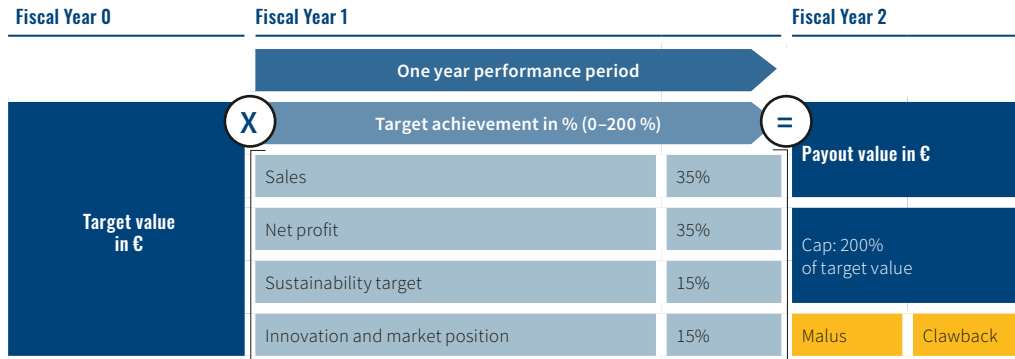 Fiscal Year 0
Fiscal Year 1
Fiscal Year 2
One year performance period
X
Target achievement in % (0–200 %)
=
Target value
in €
Sales
35%
Net profit
35%
Sustainability target
15%
Innovation and market position
15%
Payout value in €
Cap: 200%
of target value
Malus
Clawback